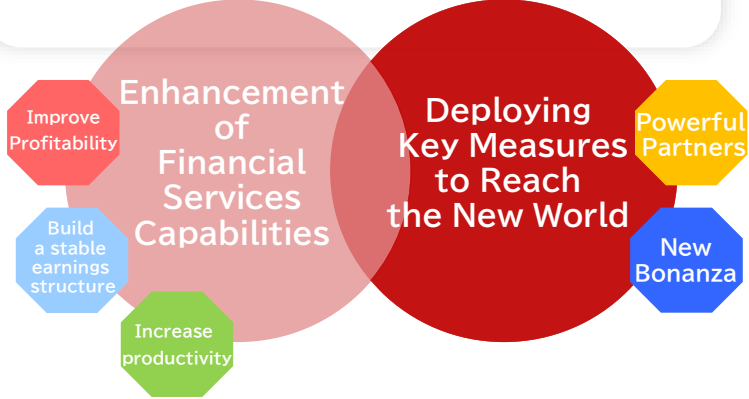 Enhancement
of
Financial
Services
Capabilities
Deploying
Key Measures
to Reach
the New World
Improve
Profitability
Build
a stable
earnings
structure
Increase
productivity
Powerful
Partners
New
Bonanza